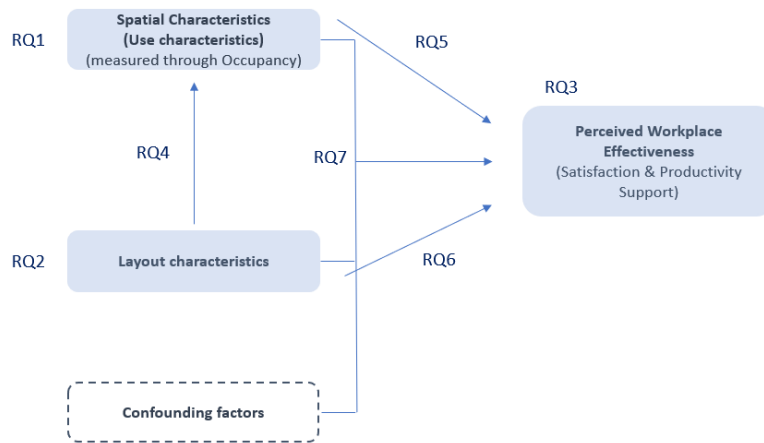 RQ1
Spatial Characteristics
(Use characteristics)
(measured through Occupancy)
RQ5
RQ3
Perceived Workplace
Effectiveness
(Satisfaction & Productivity
Support)
RQ4
RQ7
RQ2
Layout characteristics
RQ6
Confounding factors